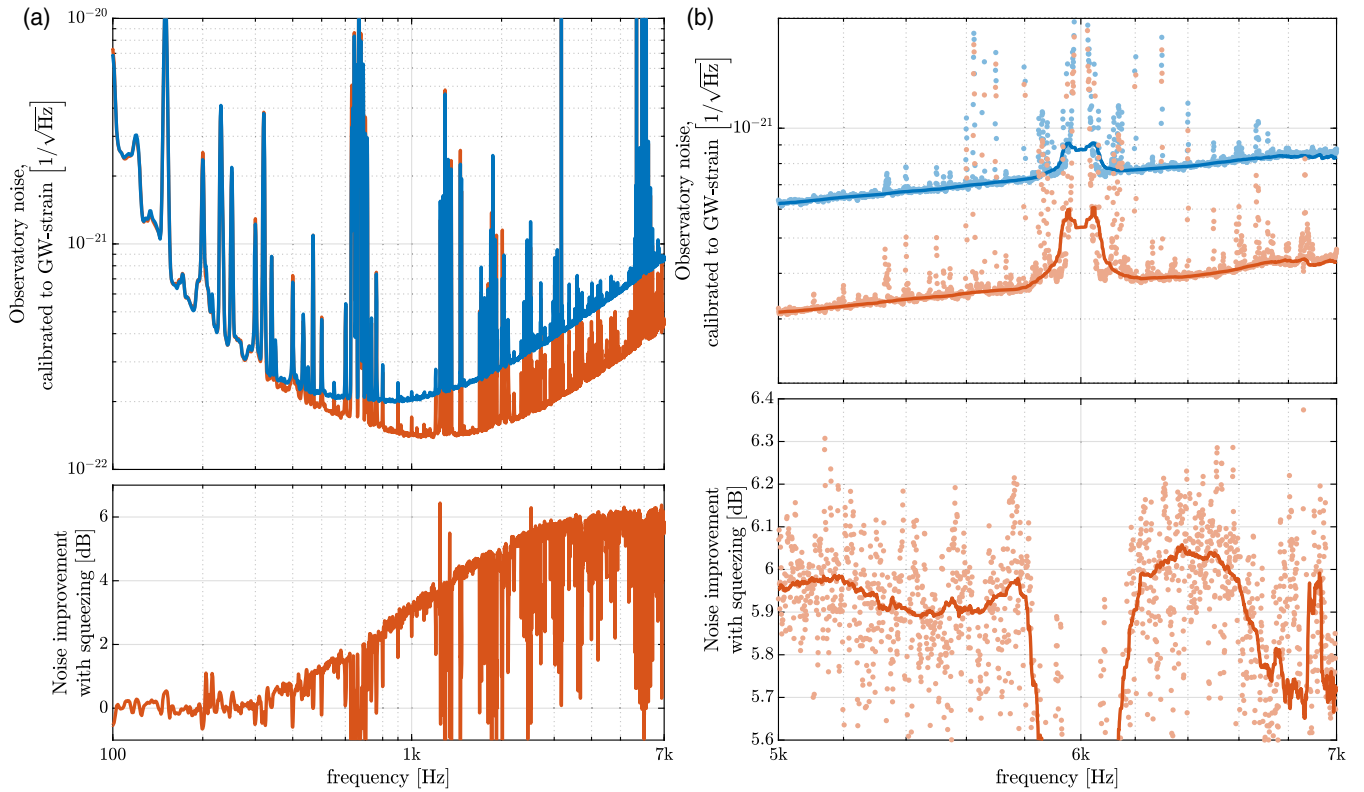 (a)
10⁻²⁰
10⁻²¹
10⁻²²
Observatory noise,
calibrated to GW-strain [1/√Hz]
6
4
2
0
Noise improvement
with squeezing [dB]
100
1k
7k
frequency [Hz]
(b)
10⁻²¹
Observatory noise,
calibrated to GW-strain [1/√Hz]
6.4
6.3
6.2
6.1
6
5.9
5.8
5.7
5.6
Noise improvement
with squeezing [dB]
5k
6k
7k
frequency [Hz]